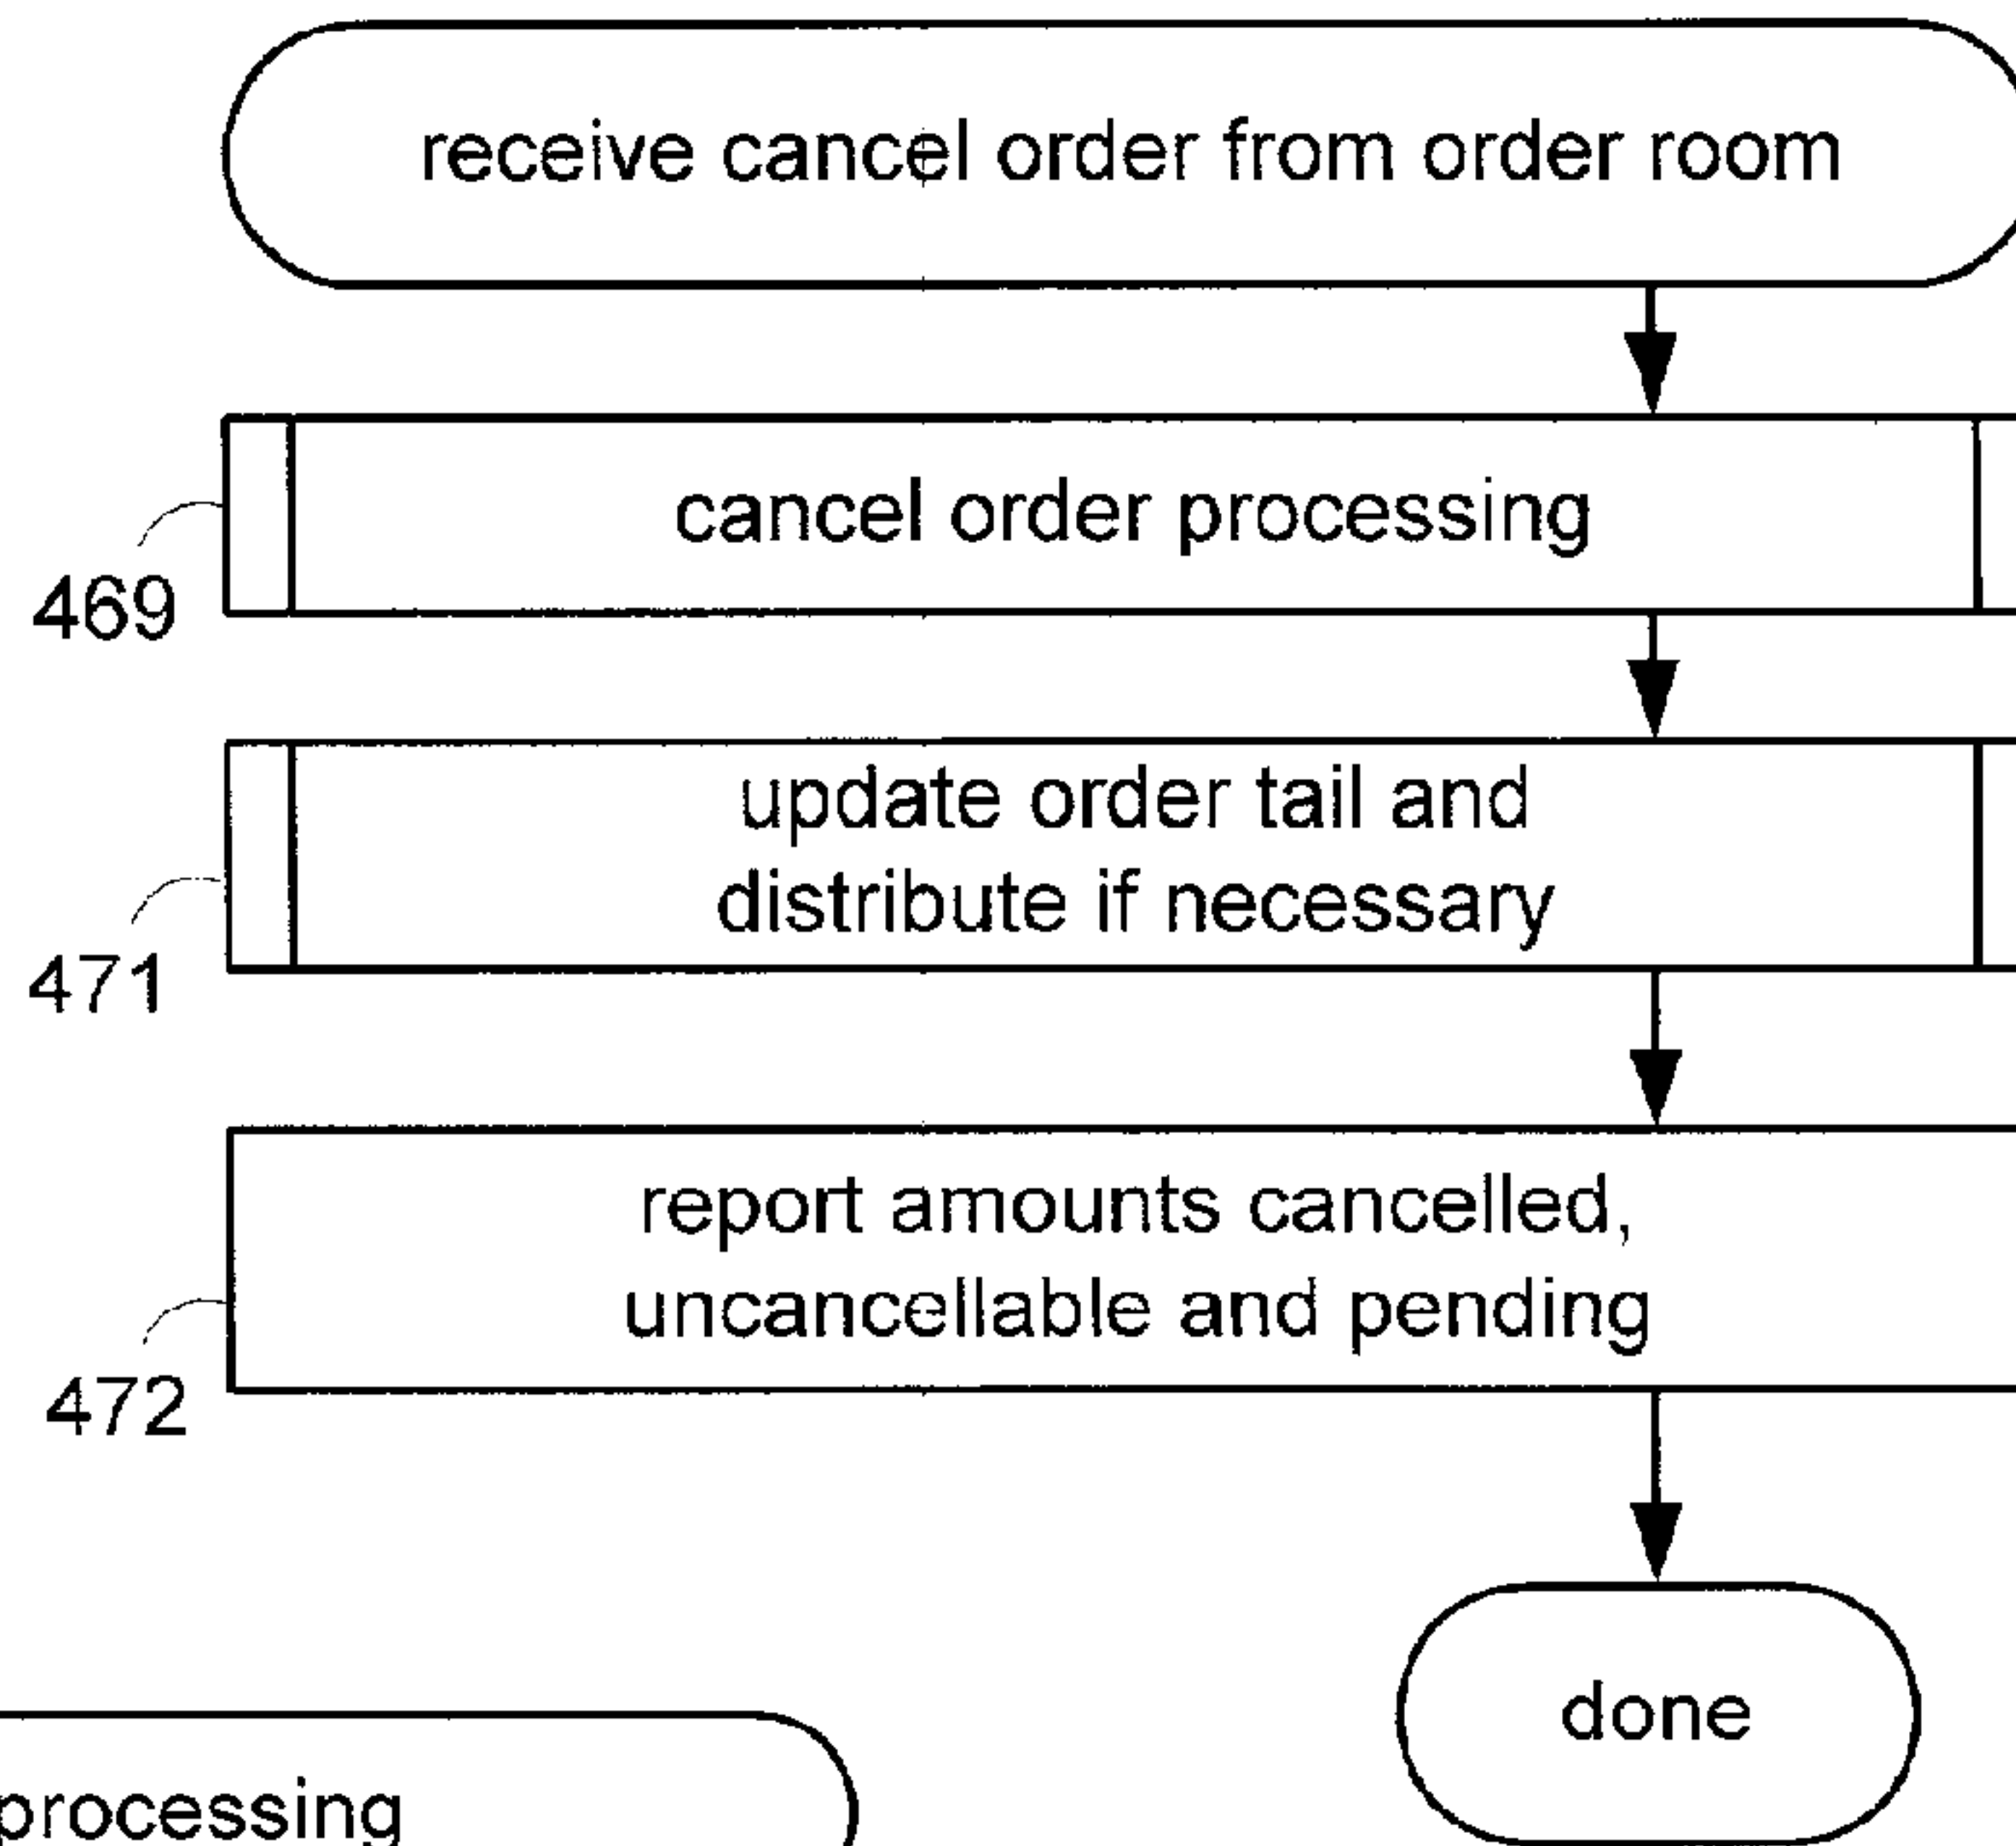 receive cancel order from order room
cancel order processing
469
update order tail and
distribute if necessary
471
report amounts cancelled,
uncancellable and pending
472
done
processing